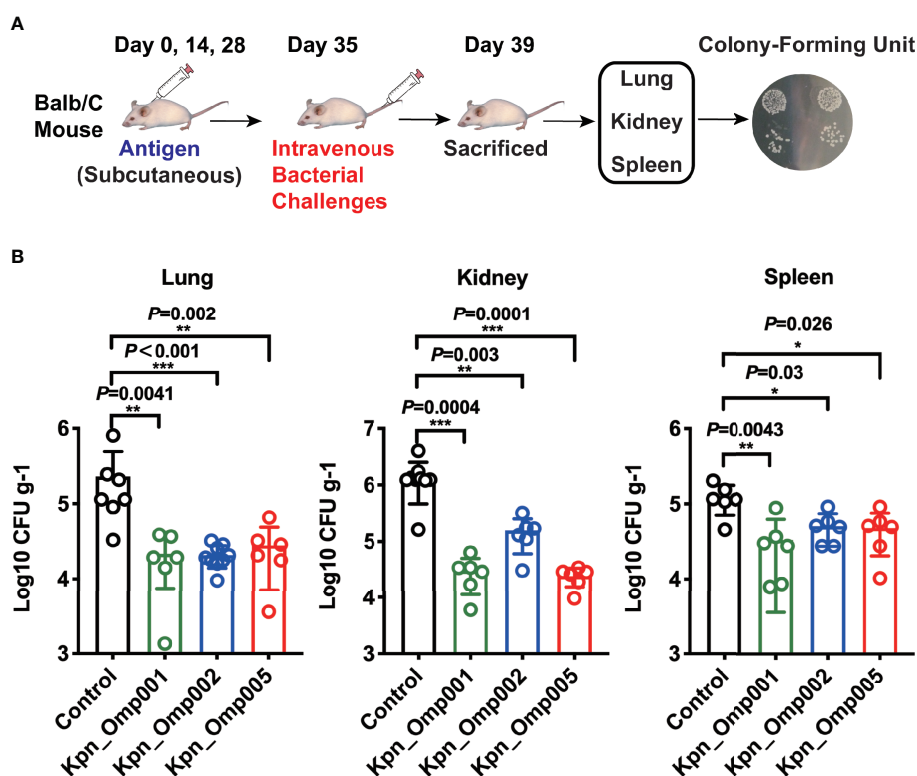 A
Day 0, 14, 28
Day 35
Day 39
Colony-Forming Unit
Balb/C
Mouse
Antigen
(Subcutaneous)
Intravenous
Bacterial
Challenges
Sacrificed
Lung
Kidney
Spleen
B
Lung
P=0.002
**
P<0.001
***
P=0.0041
**
Log10 CFU g-1
6
5
4
3
Control
Kpn_Omp001
Kpn_Omp002
Kpn_Omp005
Kidney
P=0.0001
***
P=0.003
**
P=0.0004
***
Log10 CFU g-1
7
6
5
4
3
Control
Kpn_Omp001
Kpn_Omp002
Kpn_Omp005
Spleen
P=0.026
*
P=0.03
*
P=0.0043
**
Log10 CFU g-1
6
5
4
3
Control
Kpn_Omp001
Kpn_Omp002
Kpn_Omp005